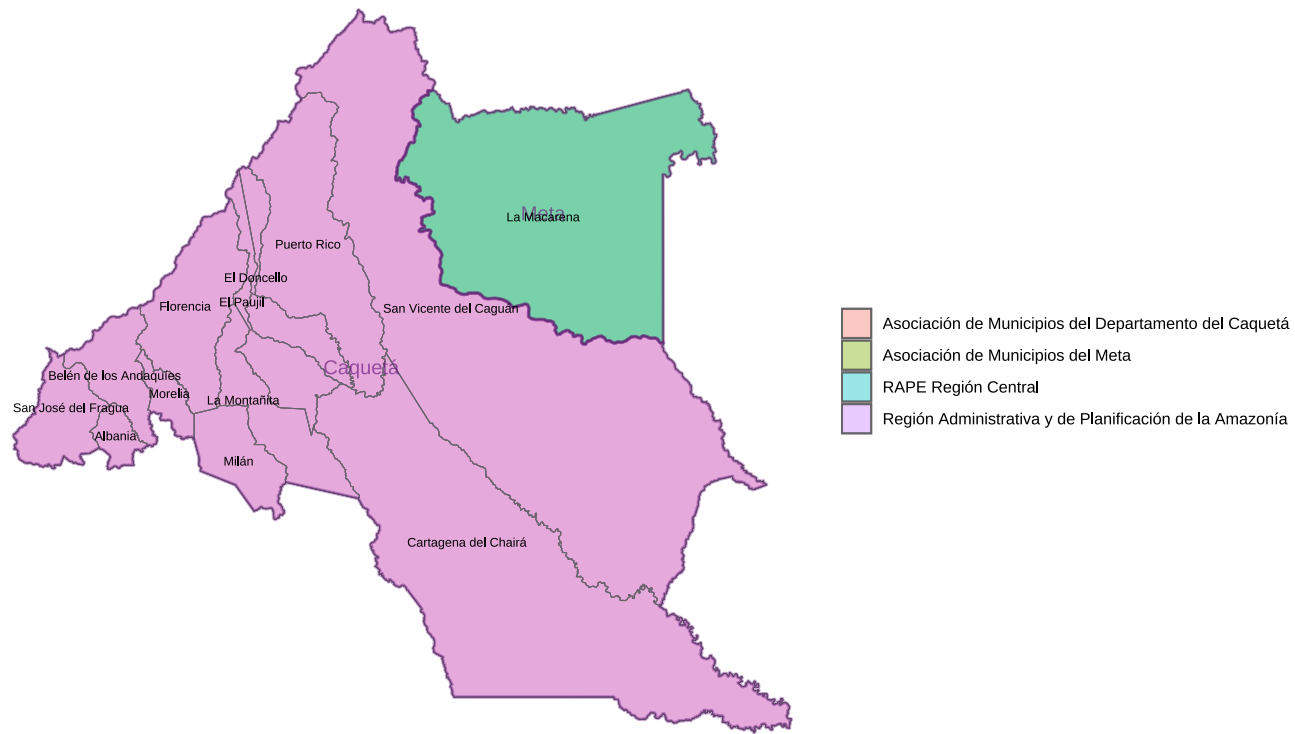 Meta
La Macarena
Puerto Rico
El Doncello
El Paujil
Florencia
San Vicente del Caguán
Caquetá
Belén de los Andaquíes
Morelia
La Montañita
San José del Fragua
Albania
Milán
Cartagena del Chairá
Asociación de Municipios del Departamento del Caquetá
Asociación de Municipios del Meta
RAPE Región Central
Región Administrativa y de Planificación de la Amazonía